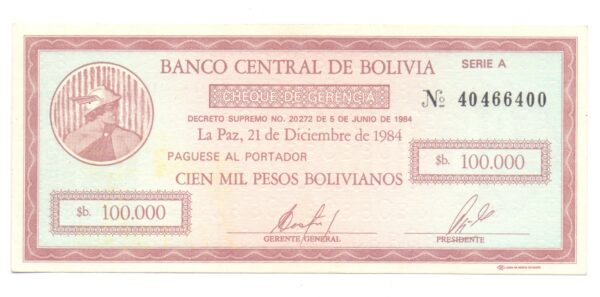 BANCO CENTRAL DE BOLIVIA
SERIE A
CHEQUE DE GERENCIA
Nº 40466400
DECRETO SUPREMO NO. 20272 DE 5 DE JUNIO DE 1984
La Paz, 21 de Diciembre de 1984
PAGUESE AL PORTADOR
$b. 100.000
CIEN MIL PESOS BOLIVIANOS
$b. 100.000
GERENTE GENERAL
PRESIDENTE